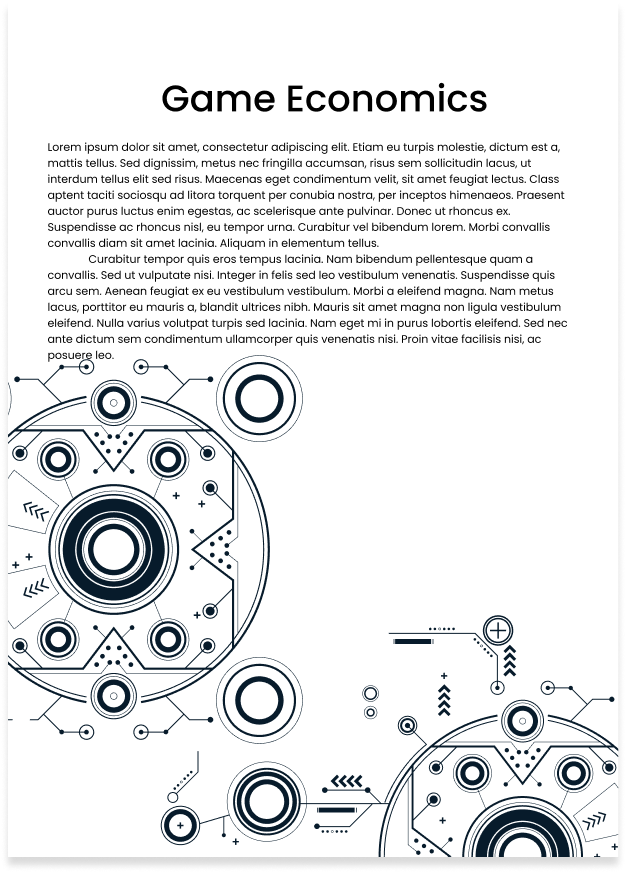 Game Economics
Lorem ipsum dolor sit amet, consectetur adipiscing elit. Etiam eu turpis molestie, dictum est a,
mattis tellus. Sed dignissim, metus nec fringilla accumsan, risus sem sollicitudin lacus, ut
interdum tellus elit sed risus. Maecenas eget condimentum velit, sit amet feugiat lectus. Class
aptent taciti sociosqu ad litora torquent per conubia nostra, per inceptos himenaeos. Praesent
auctor purus luctus enim egestas, ac scelerisque ante pulvinar. Donec ut rhoncus ex.
Suspendisse ac rhoncus nisl, eu tempor urna. Curabitur vel bibendum lorem. Morbi convallis
convallis diam sit amet lacinia. Aliquam in elementum tellus.
Curabitur tempor quis eros tempus lacinia. Nam bibendum pellentesque quam a
convallis. Sed ut vulputate nisi. Integer in felis sed leo vestibulum venenatis. Suspendisse quis
arcu sem. Aenean feugiat ex eu vestibulum vestibulum. Morbi a eleifend magna. Nam metus
lacus, porttitor eu mauris a, blandit ultrices nibh. Mauris sit amet magna non ligula vestibulum
eleifend. Nulla varius volutpat turpis sed lacinia. Nam eget mi in purus lobortis eleifend. Sed nec
ante dictum sem condimentum ullamcorper quis venenatis nisi. Proin vitae facilisis nisi, ac
posuere leo.